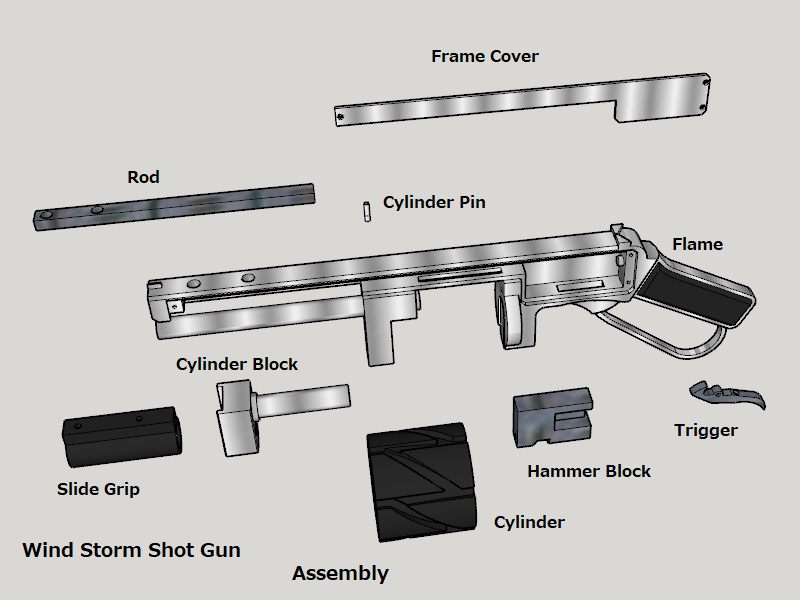 Frame Cover
Rod
Cylinder Pin
Flame
Cylinder Block
Trigger
Hammer Block
Slide Grip
Cylinder
Wind Storm Shot Gun
Assembly